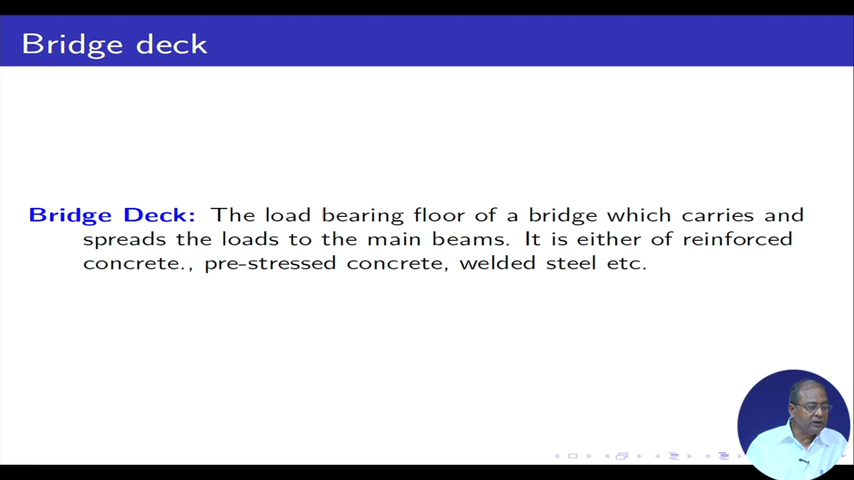 Bridge deck
Bridge Deck: The load bearing floor of a bridge which carries and
spreads the loads to the main beams. It is either of reinforced
concrete., pre-stressed concrete, welded steel etc.